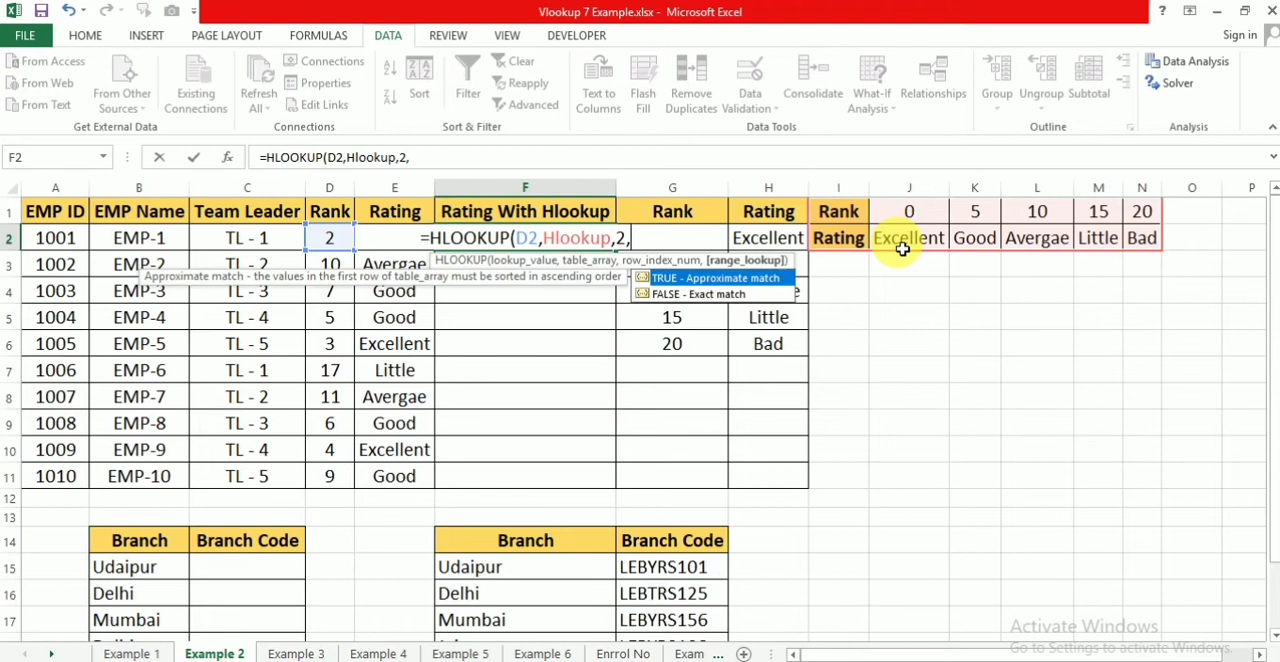 Vlookup 7 Example.xlsx - Microsoft Excel
? Sign in
FILE HOME INSERT PAGE LAYOUT FORMULAS DATA REVIEW VIEW DEVELOPER
From Access
From Web
From Text
From Other Sources
Existing Connections
Get External Data
Refresh All
Connections
Properties
Edit Links
Connections
Sort
Filter
Clear
Reapply
Advanced
Sort & Filter
Text to Columns
Flash Fill
Remove Duplicates
Data Validation
Consolidate
What-If Analysis
Relationships
Data Tools
Group
Ungroup
Subtotal
Outline
Data Analysis
Solver
Analysis
F2 fx =HLOOKUP(D2,Hlookup,2,
A B C D E F G H I J K L M N O P
1 EMP ID EMP Name Team Leader Rank Rating Rating With Hlookup Rank Rating Rank 0 5 10 15 20
2 1001 EMP-1 TL - 1 2 =HLOOKUP(D2,Hlookup,2, Excellent Rating Excellent Good Avergae Little Bad
HLOOKUP(lookup_value, table_array, row_index_num, [range_lookup])
3 1002 EMP-2 TL - 2 10 Avergae
Approximate match - the values in the first row of table_array must be sorted in ascending order
TRUE - Approximate match
FALSE - Exact match
4 1003 EMP-3 TL - 3 7 Good
5 1004 EMP-4 TL - 4 5 Good 15 Little
6 1005 EMP-5 TL - 5 3 Excellent 20 Bad
7 1006 EMP-6 TL - 1 17 Little
8 1007 EMP-7 TL - 2 11 Avergae
9 1008 EMP-8 TL - 3 6 Good
10 1009 EMP-9 TL - 4 4 Excellent
11 1010 EMP-10 TL - 5 9 Good
12
13
14 Branch Branch Code Branch Branch Code
15 Udaipur Udaipur LEBYRS101
16 Delhi Delhi LEBTRS125
17 Mumbai Mumbai LEBYRS156
Activate Windows
Go to Settings to activate Windows.
Example 1 Example 2 Example Example 4 Example 5 Example 6 Enrrol No Exam ...